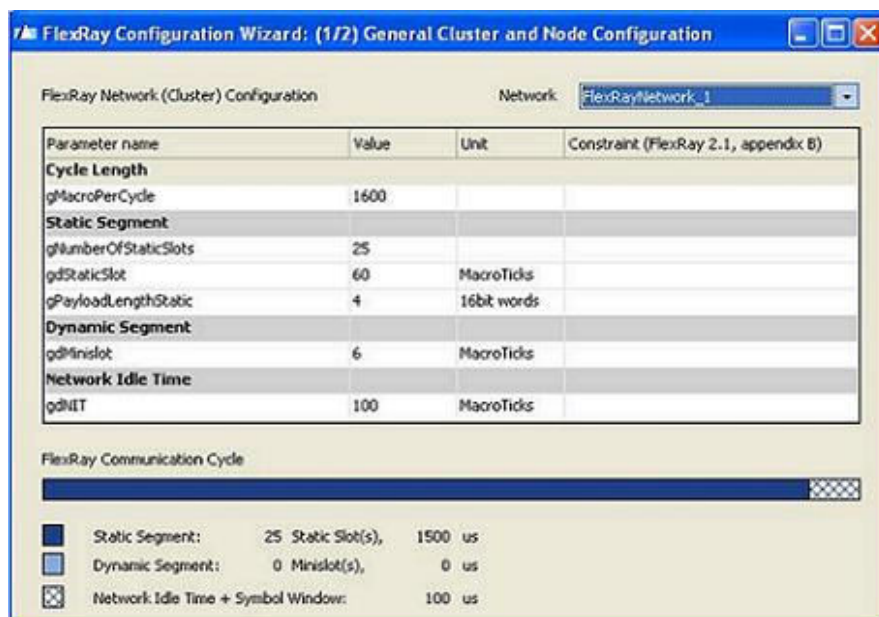 FlexRay Configuration Wizard: (1/2) General Cluster and Node Configuration
FlexRay Network (Cluster) Configuration Network FlexRayNetwork_1
Parameter name Value Unit Constraint (FlexRay 2.1, appendix B)
Cycle Length
gMacroPerCycle 1600
Static Segment
gNumberOfStaticSlots 25
gdStaticSlot 60 MacroTicks
gPayloadLengthStatic 4 16bit words
Dynamic Segment
gdMinislot 6 MacroTicks
Network Idle Time
gdNIT 100 MacroTicks
FlexRay Communication Cycle
Static Segment: 25 Static Slot(s), 1500 us
Dynamic Segment: 0 Minislot(s), 0 us
Network Idle Time + Symbol Window: 100 us